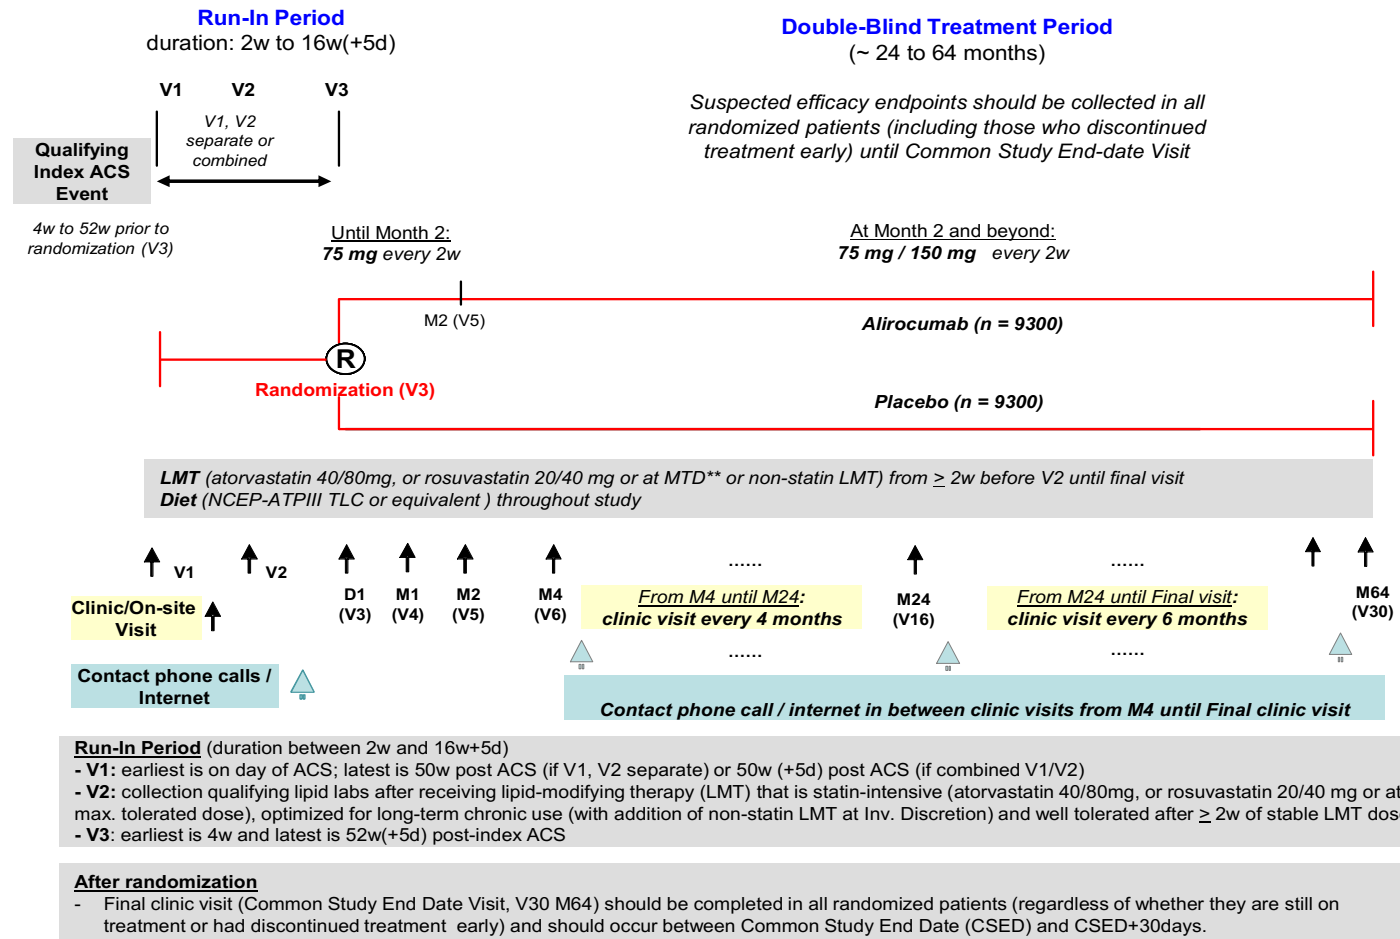 Run-In Period
duration: 2w to 16w(+5d)
Double-Blind Treatment Period
(~ 24 to 64 months)
V1 V2 V3
V1, V2
separate or
combined
Suspected efficacy endpoints should be collected in all
randomized patients (including those who discontinued
treatment early) until Common Study End-date Visit
Qualifying
Index ACS
Event
4w to 52w prior to
randomization (V3)
Until Month 2:
75 mg every 2w
At Month 2 and beyond:
75 mg / 150 mg every 2w
M2 (V5)
Alirocumab (n = 9300)
R
Randomization (V3)
Placebo (n = 9300)
LMT (atorvastatin 40/80mg, or rosuvastatin 20/40 mg or at MTD** or non-statin LMT) from ≥ 2w before V2 until final visit
Diet (NCEP-ATPIII TLC or equivalent ) throughout study
V1
V2
D1
(V3)
M1
(V4)
M2
(V5)
M4
(V6)
......
From M4 until M24:
clinic visit every 4 months
......
M24
(V16)
......
From M24 until Final visit:
clinic visit every 6 months
......
M64
(V30)
Clinic/On-site
Visit
Contact phone calls /
Internet
Contact phone call / internet in between clinic visits from M4 until Final clinic visit
Run-In Period (duration between 2w and 16w+5d)
- V1: earliest is on day of ACS; latest is 50w post ACS (if V1, V2 separate) or 50w (+5d) post ACS (if combined V1/V2)
- V2: collection qualifying lipid labs after receiving lipid-modifying therapy (LMT) that is statin-intensive (atorvastatin 40/80mg, or rosuvastatin 20/40 mg or at
max. tolerated dose), optimized for long-term chronic use (with addition of non-statin LMT at Inv. Discretion) and well tolerated after ≥ 2w of stable LMT dos
- V3: earliest is 4w and latest is 52w(+5d) post-index ACS
After randomization
- Final clinic visit (Common Study End Date Visit, V30 M64) should be completed in all randomized patients (regardless of whether they are still on
treatment or had discontinued treatment early) and should occur between Common Study End Date (CSED) and CSED+30days.